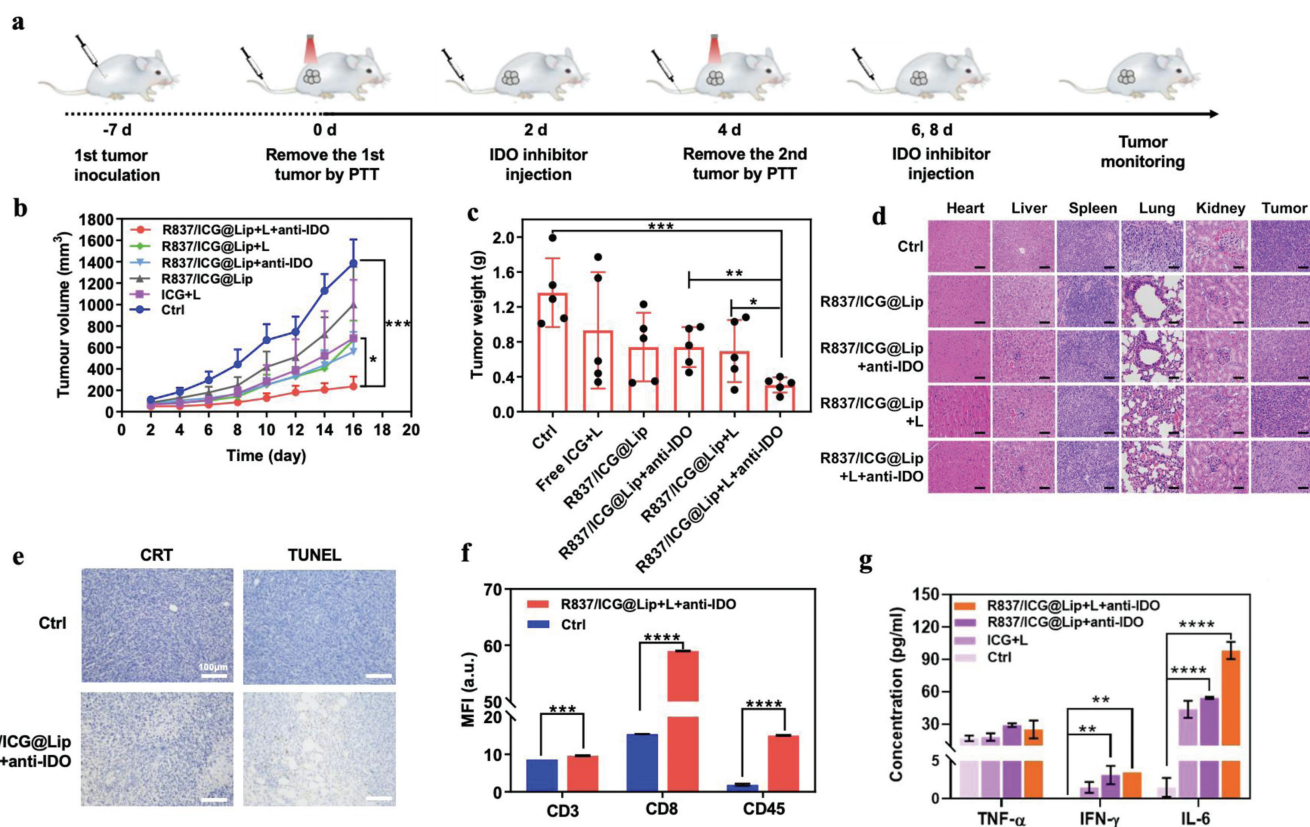 a
-7 d
0 d
2 d
4 d
6, 8 d
1st tumor
inoculation
Remove the 1st
tumor by PTT
IDO inhibitor
injection
Remove the 2nd
tumor by PTT
IDO inhibitor
injection
Tumor
monitoring
b
Tumour volume (mm³)
1800
1600
1400
1200
1000
800
600
400
200
0
R837/ICG@Lip+L+anti-IDO
R837/ICG@Lip+L
R837/ICG@Lip+anti-IDO
R837/ICG@Lip
ICG+L
Ctrl
***
*
0 2 4 6 8 10 12 14 16 18 20
Time (day)
c
Tumor weight (g)
2.0
1.6
1.2
0.8
0.4
0.0
***
**
*
Ctrl
Free ICG+L
R837/ICG@Lip
R837/ICG@Lip+anti-IDO
R837/ICG@Lip+L
R837/ICG@Lip+L+anti-IDO
d
Heart Liver Spleen Lung Kidney Tumor
Ctrl
R837/ICG@Lip
R837/ICG@Lip
+anti-IDO
R837/ICG@Lip
+L
R837/ICG@Lip
+L+anti-IDO
e
CRT TUNEL
Ctrl
100μm
/ICG@Lip
+anti-IDO
f
MFI (a.u.)
70
60
50
20
10
0
R837/ICG@Lip+L+anti-IDO
Ctrl
***
****
****
CD3 CD8 CD45
g
Concentration (pg/ml)
150
120
90
60
30
5
0
R837/ICG@Lip+L+anti-IDO
R837/ICG@Lip+anti-IDO
ICG+L
Ctrl
**
**
****
****
TNF-α IFN-γ IL-6